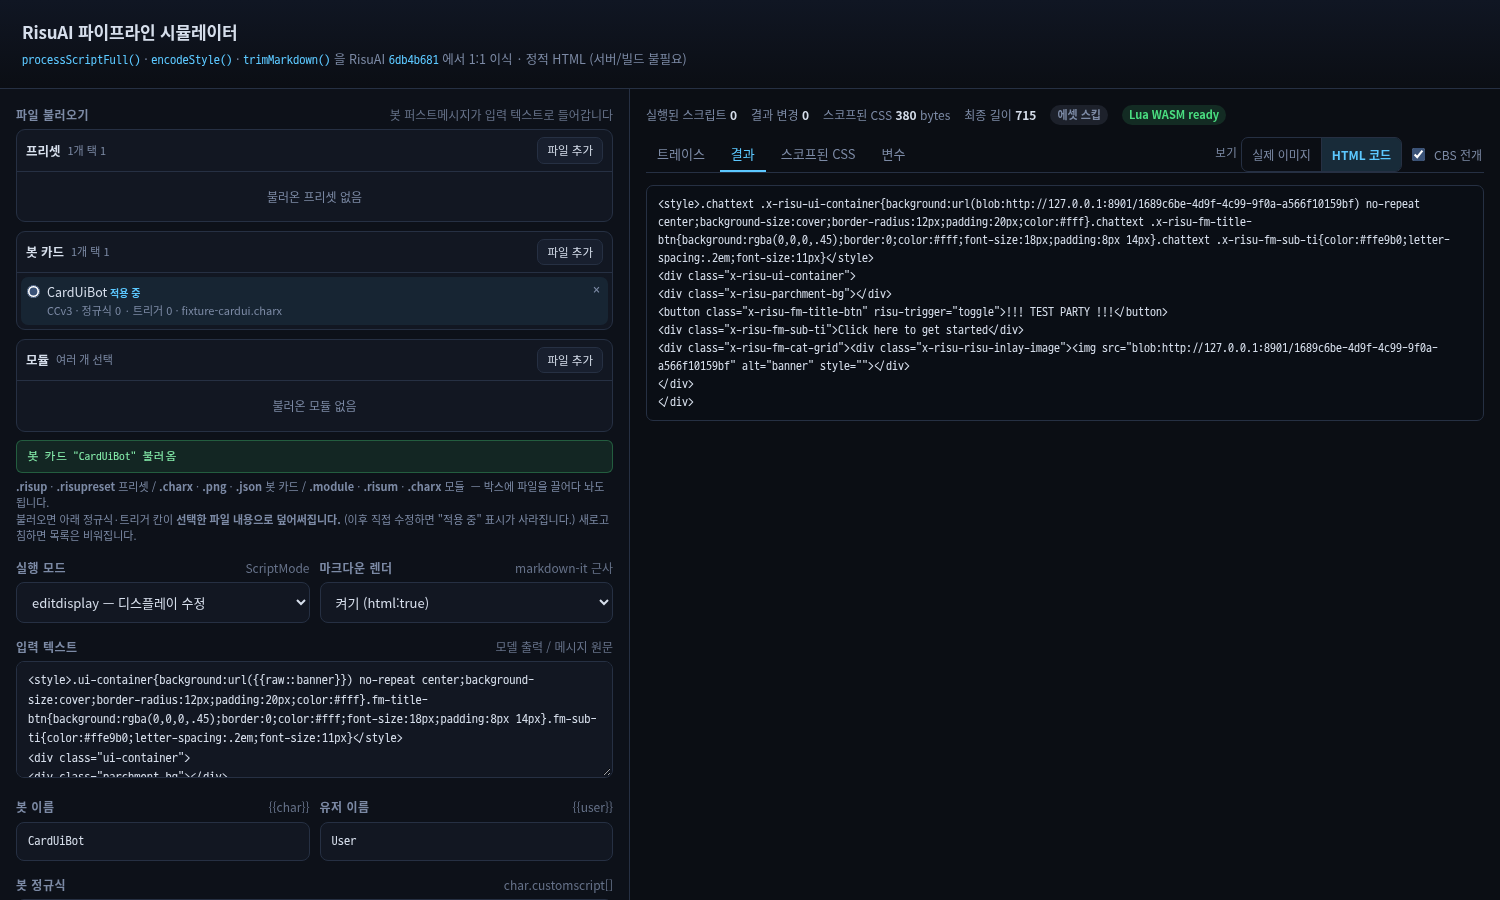 RisuAI 파이프라인 시뮬레이터
processScriptFull() · encodeStyle() · trimMarkdown() 을 RisuAI 6db4b681 에서 1:1 이식 · 정적 HTML (서버/빌드 불필요)
파일 불러오기
봇 퍼스트메시지가 입력 텍스트로 들어갑니다
프리셋 1개 택 1
파일 추가
불러온 프리셋 없음
봇 카드 1개 택 1
파일 추가
CardUiBot 적용 중
×
CCv3 · 정규식 0 · 트리거 0 · fixture-cardui.charx
모듈 여러 개 선택
파일 추가
불러온 모듈 없음
봇 카드 "CardUiBot" 불러옴
.risup · .risupreset 프리셋 / .charx · .png · .json 봇 카드 / .module · .risum · .charx 모듈 — 박스에 파일을 끌어다 놔도
됩니다.
불러오면 아래 정규식·트리거 칸이 선택한 파일 내용으로 덮어써집니다. (이후 직접 수정하면 "적용 중" 표시가 사라집니다.) 새로고
침하면 목록은 비워집니다.
실행 모드
ScriptMode
마크다운 렌더
markdown-it 근사
editdisplay — 디스플레이 수정
켜기 (html:true)
입력 텍스트
모델 출력 / 메시지 원문
<style>.ui-container{background:url({{raw::banner}}) no-repeat center;background-
size:cover;border-radius:12px;padding:20px;color:#fff}.fm-title-
btn{background:rgba(0,0,0,.45);border:0;color:#fff;font-size:18px;padding:8px 14px}.fm-sub-
ti{color:#ffe9b0;letter-spacing:.2em;font-size:11px}</style>
<div class="ui-container">
<div class="parchment-bg"></div>
봇 이름
{{char}}
유저 이름
{{user}}
CardUiBot
User
봇 정규식
char.customscript[]
실행된 스크립트 0 결과 변경 0 스코프된 CSS 380 bytes 최종 길이 715 에셋 스킵 Lua WASM ready
트레이스 결과 스코프된 CSS 변수
보기 실제 이미지 HTML 코드 CBS 전개
<style>.chattext .x-risu-ui-container{background:url(blob:http://127.0.0.1:8901/1689c6be-4d9f-4c99-9f0a-a566f10159bf) no-repeat
center;background-size:cover;border-radius:12px;padding:20px;color:#fff}.chattext .x-risu-fm-title-
btn{background:rgba(0,0,0,.45);border:0;color:#fff;font-size:18px;padding:8px 14px}.chattext .x-risu-fm-sub-ti{color:#ffe9b0;letter-
spacing:.2em;font-size:11px}</style>
<div class="x-risu-ui-container">
<div class="x-risu-parchment-bg"></div>
<button class="x-risu-fm-title-btn" risu-trigger="toggle">!!! TEST PARTY !!!</button>
<div class="x-risu-fm-sub-ti">Click here to get started</div>
<div class="x-risu-fm-cat-grid"><div class="x-risu-risu-inlay-image"><img src="blob:http://127.0.0.1:8901/1689c6be-4d9f-4c99-9f0a-
a566f10159bf" alt="banner" style=""></div>
</div>
</div>